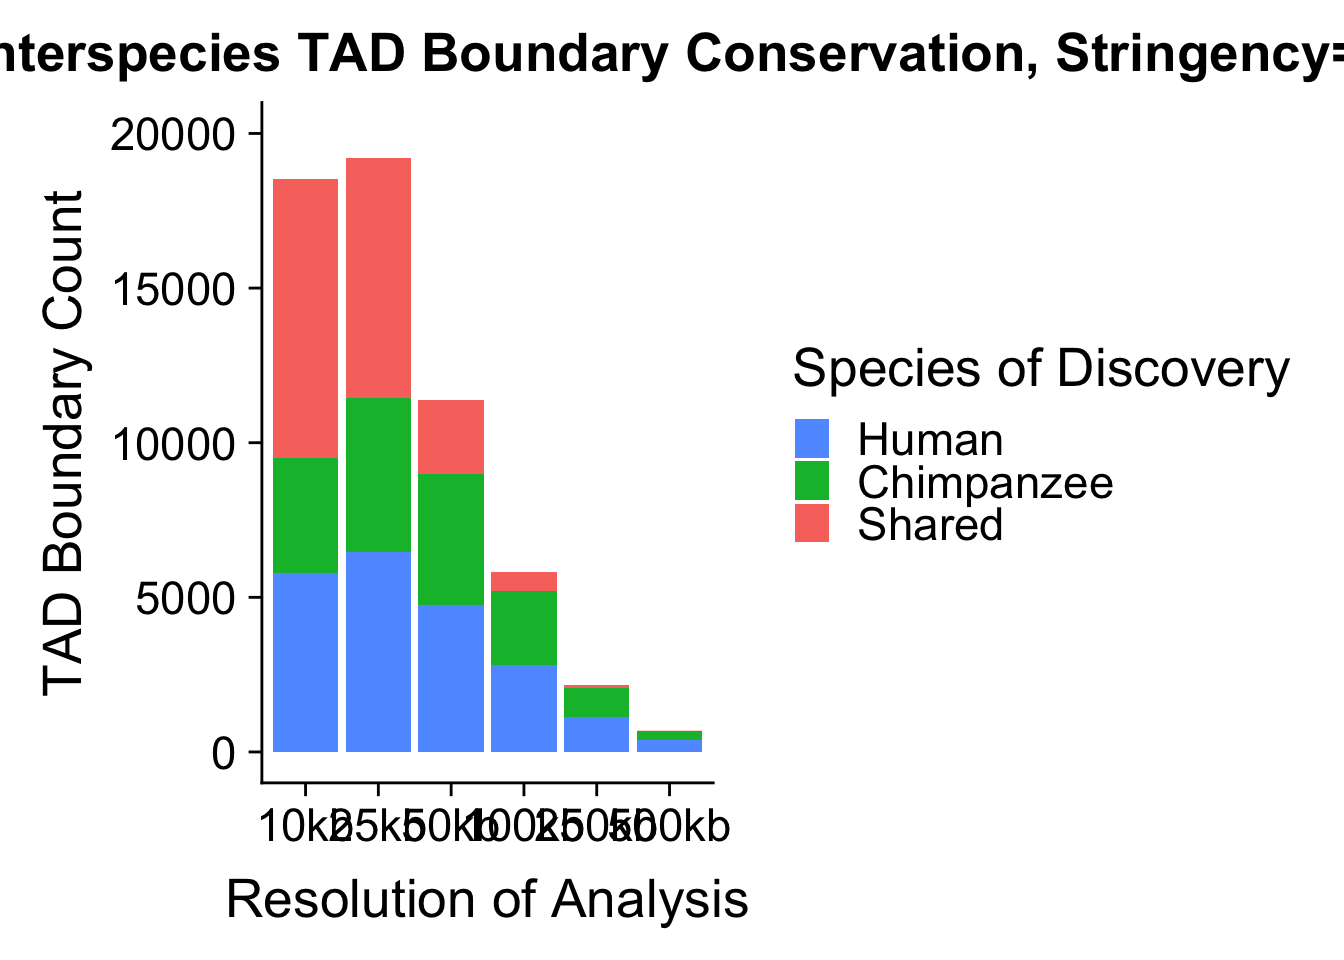 nterspecies TAD Boundary Conservation, Stringency=
20000
15000
10000
5000
0
TAD Boundary Count
10kb 25kb 50kb 100kb 250kb 500kb
Resolution of Analysis
Species of Discovery
Human
Chimpanzee
Shared